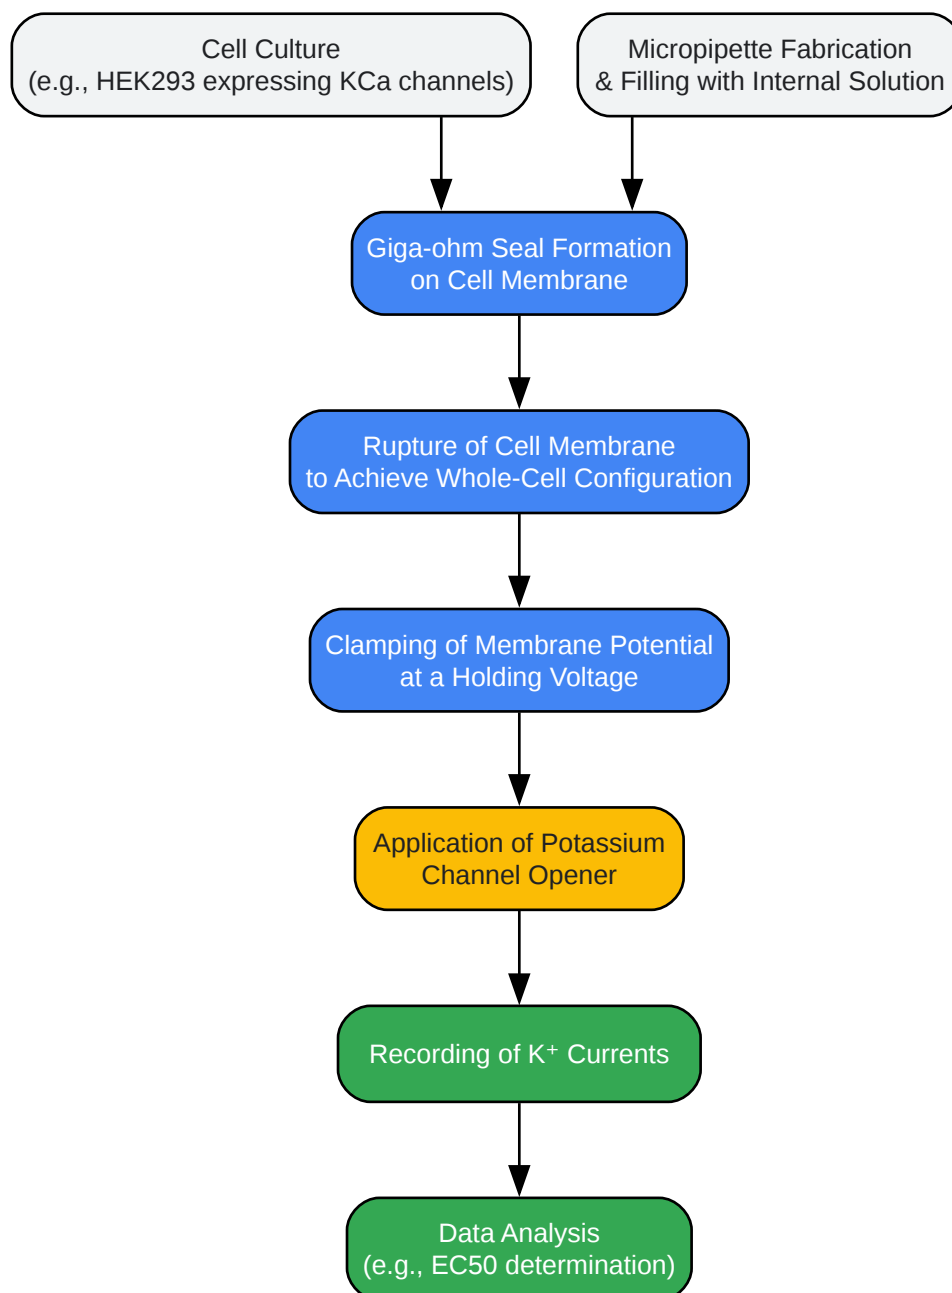 Cell Culture
(e.g., HEK293 expressing KCa channels)
Micropipette Fabrication
& Filling with Internal Solution
Giga-ohm Seal Formation
on Cell Membrane
Rupture of Cell Membrane
to Achieve Whole-Cell Configuration
Clamping of Membrane Potential
at a Holding Voltage
Application of Potassium
Channel Opener
Recording of K⁺ Currents
Data Analysis
(e.g., EC50 determination)